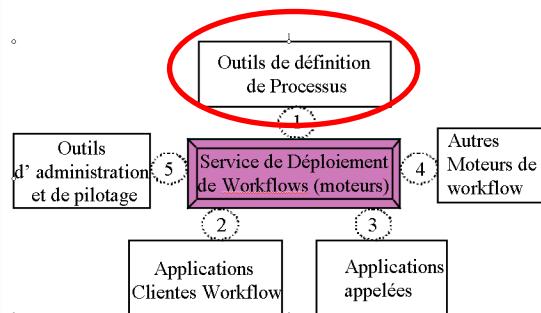 Outils de définition
de Processus
1
Outils
d' administration
et de pilotage
5
Service de Déploiement
de Workflows (moteurs)
4
Autres
Moteurs de
workflow
2
3
Applications
Clientes Workflow
Applications
appelées